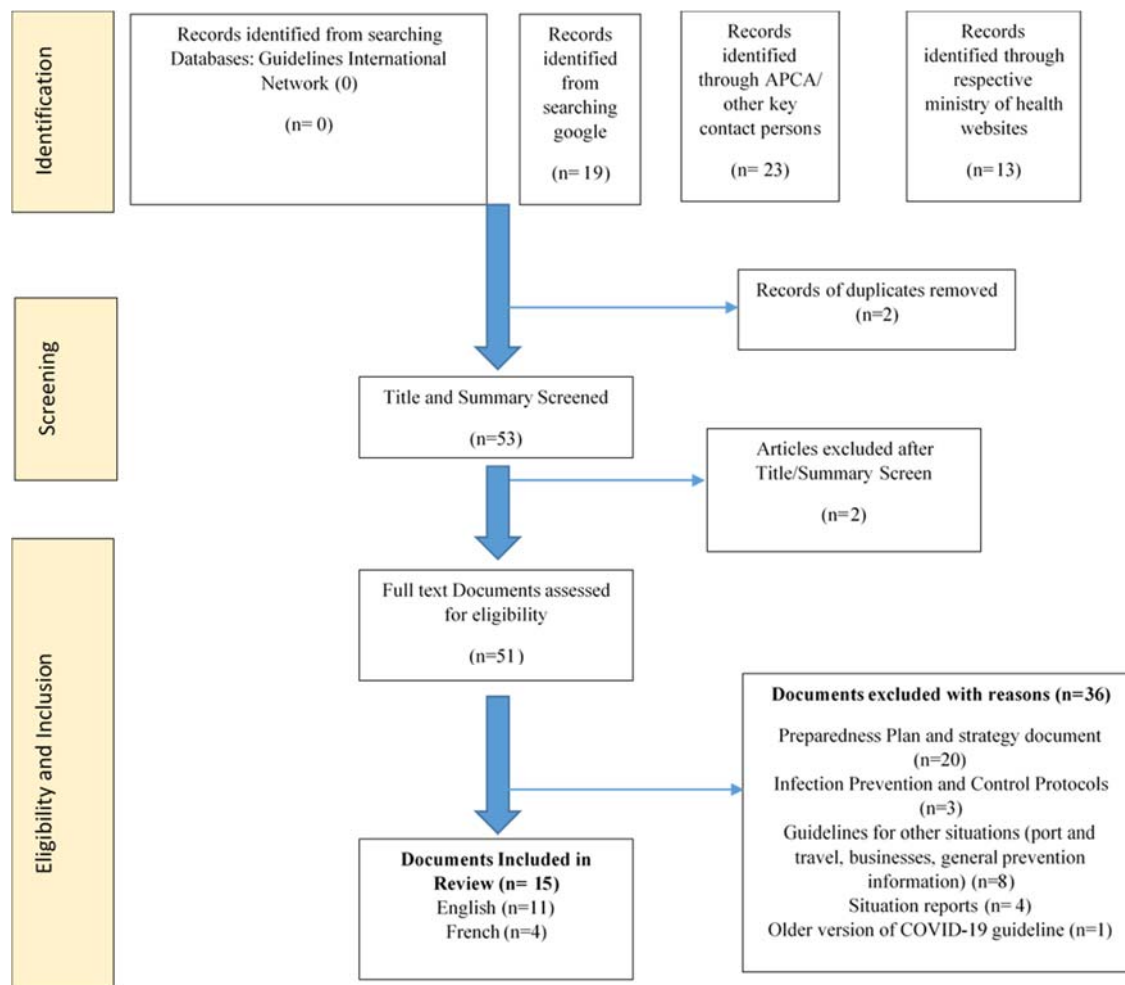 Identification
Records identified from searching
Databases: Guidelines International
Network (0)
(n= 0)
Records
identified
from
searching
google
(n= 19)
Records
identified
through APCA/
other key
contact persons
(n= 23)
Records
identified through
respective
ministry of health
websites
(n=13)
Screening
Records of duplicates removed
(n=2)
Title and Summary Screened
(n=53)
Articles excluded after
Title/Summary Screen
(n=2)
Eligibility and Inclusion
Full text Documents assessed
for eligibility
(n=51)
Documents excluded with reasons (n=36)
Preparedness Plan and strategy document
(n=20)
Infection Prevention and Control Protocols
(n=3)
Guidelines for other situations (port and
travel, businesses, general prevention
information) (n=8)
Situation reports (n= 4)
Older version of COVID-19 guideline (n=1)
Documents Included in
Review (n= 15)
English (n=11)
French (n=4)